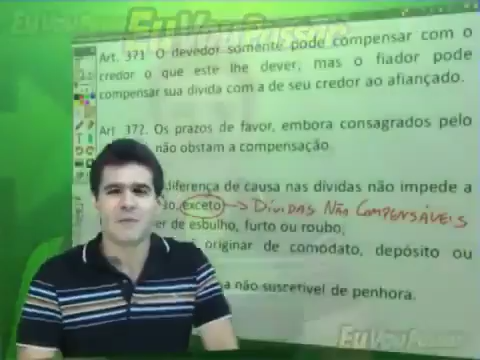 EuVouPassar
Art. 371 O devedor somente pode compensar com o
credor o que este lhe dever, mas o fiador pode
compensar sua dívida com a de seu credor ao afiançado.
Art 372. Os prazos de favor, embora consagrados pelo
não obstam a compensação
diferença de causa nas dívidas não impede a
exceto → DÍVIDAS NÃO COMPENSÁVEIS
er de esbulho, furto ou roubo;
originar de comodato, depósito ou
a não suscetível de penhora.
EuVouPassar